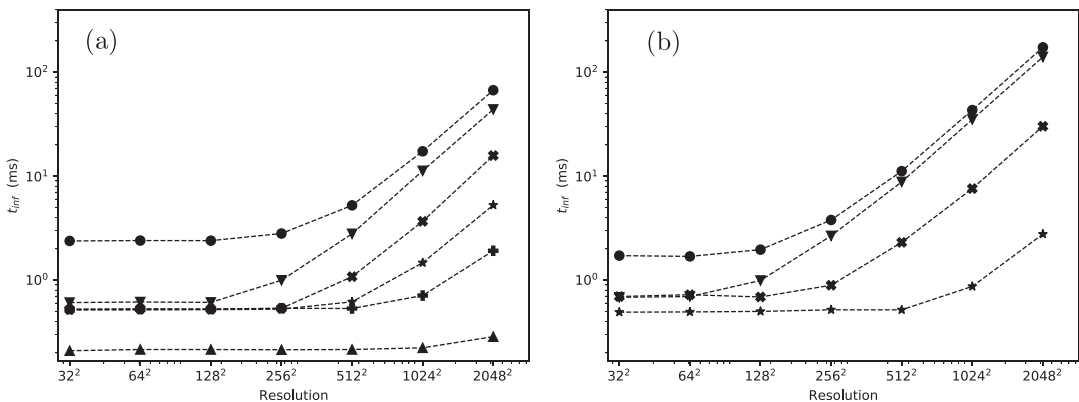 (a)
10²
10¹
10⁰
t_inf (ms)
32² 64² 128² 256² 512² 1024² 2048²
Resolution
(b)
10²
10¹
10⁰
t_inf (ms)
32² 64² 128² 256² 512² 1024² 2048²
Resolution